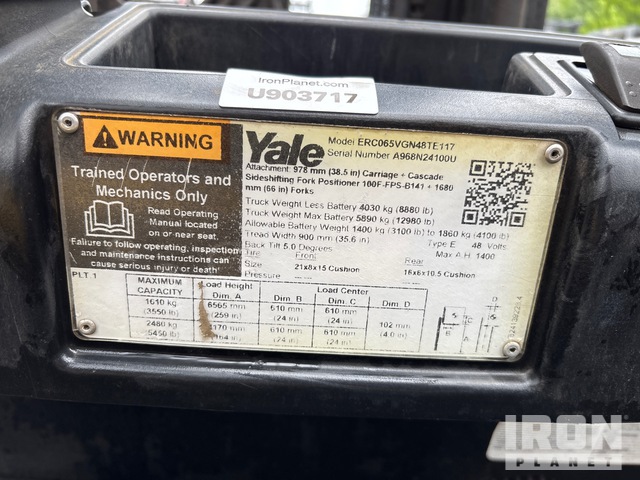 IronPlanet.com
U903717
WARNING
Trained Operators and
Mechanics Only
Read Operating
Manual located
on or near seat.
Failure to follow operating, inspection
and maintenance instructions can
cause serious injury or death
Yale
Model ERC065VGN48TE117
Serial Number A968N24100U
Attachment: 978 mm (38.5 in) Carriage + Cascade
Sideshifting Fork Positioner 100F-FPS-B141 + 1680
mm (66 in) Forks
Truck Weight Less Battery 4030 kg (8880 lb)
Truck Weight Max Battery 5890 kg (12980 lb)
Allowable Battery Weight 1400 kg (3100 lb) to 1860 kg (4100 lb)
Tread Width 900 mm (35.6 in) Type E 48 Volts
Back Tilt 5.0 Degrees Max A.H. 1400
Tire Front Rear
Size 21x8x15 Cushion 16x6x10.5 Cushion
Pressure
PLT.1
MAXIMUM CAPACITY Load Height Load Center
Dim. A Dim. B Dim. C Dim. D
1610 kg 6565 mm 610 mm 610 mm
(3550 lb) (259 in) (24 in) (24 in)
2480 kg 4170 mm 610 mm 610 mm 102 mm
(5450 lb) (164 in) (24 in) (24 in) (4.0 in)
D
B
A
IRON
PLANET